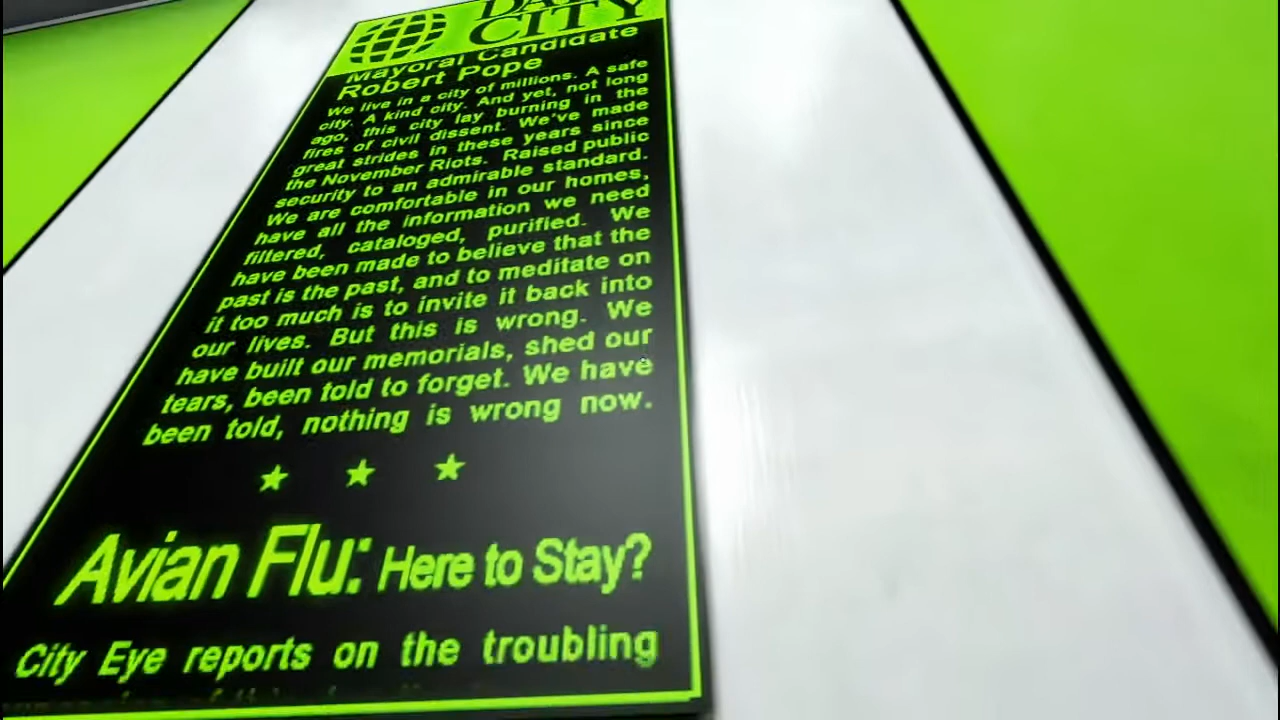 CITY
Mayoral Candidate
Robert Pope
We live in a city of millions. A safe
city. A kind city. And yet, not long
ago, this city lay burning in the
fires of civil dissent. We've made
great strides in these years since
the November Riots. Raised public
security to an admirable standard.
We are comfortable in our homes,
have all the information we need
filtered, cataloged, purified. We
have been made to believe that the
past is the past, and to meditate on
it too much is to invite it back into
our lives. But this is wrong. We
have built our memorials, shed our
tears, been told to forget. We have
been told, nothing is wrong now.
Avian Flu: Here to Stay?
City Eye reports on the troubling